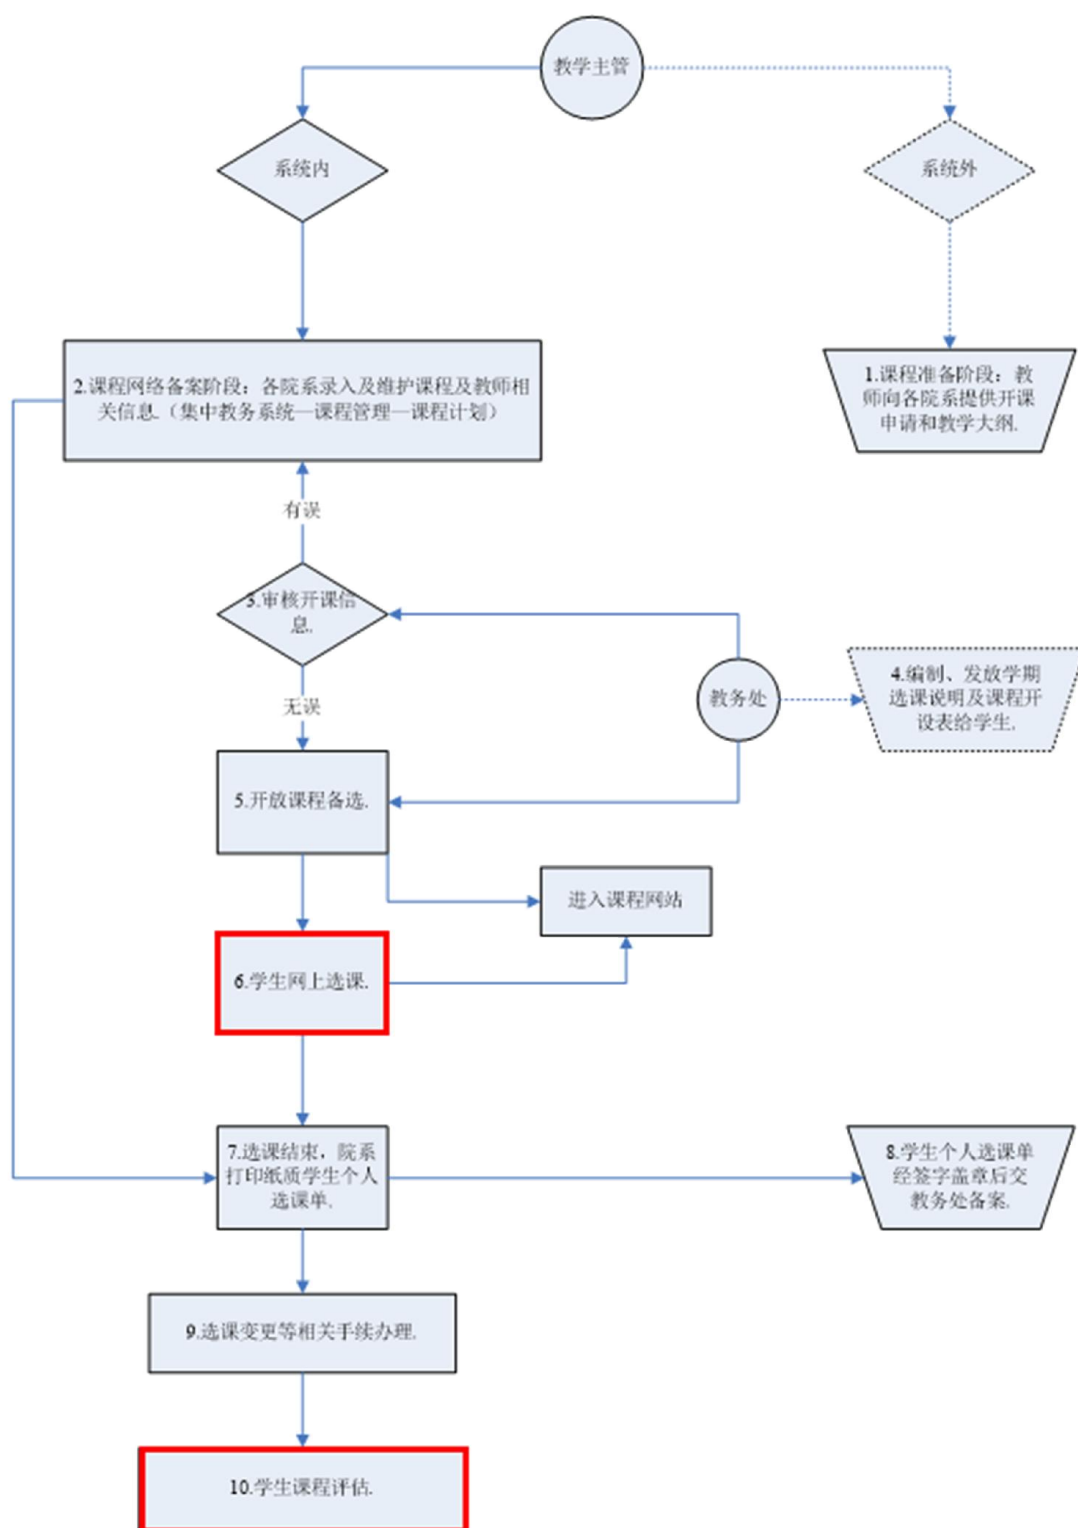 教学主管
系统内
系统外
2.课程网络备案阶段：各院系录入及维护课程及教师相
关信息.（集中教务系统—课程管理—课程计划）
1.课程准备阶段：教
师向各院系提供开课
申请和教学大纲.
有误
3.审核开课信
息.
教务处
4.编制、发放学期
选课说明及课程开
设表给学生.
无误
5.开放课程备选.
进入课程网站
6.学生网上选课.
7.选课结束，院系
打印纸质学生个人
选课单.
8.学生个人选课单
经签字盖章后交
教务处备案.
9.选课变更等相关手续办理.
10.学生课程评估.